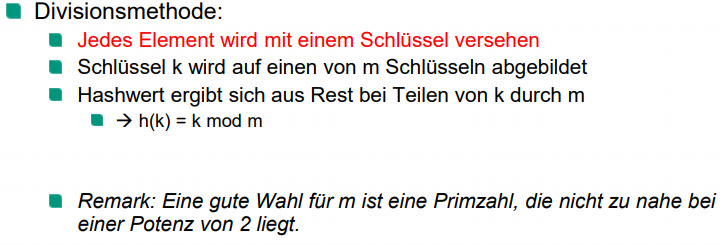 Divisionsmethode:
Jedes Element wird mit einem Schlüssel versehen
Schlüssel k wird auf einen von m Schlüsseln abgebildet
Hashwert ergibt sich aus Rest bei Teilen von k durch m
→ h(k) = k mod m
Remark: Eine gute Wahl für m ist eine Primzahl, die nicht zu nahe bei
einer Potenz von 2 liegt.